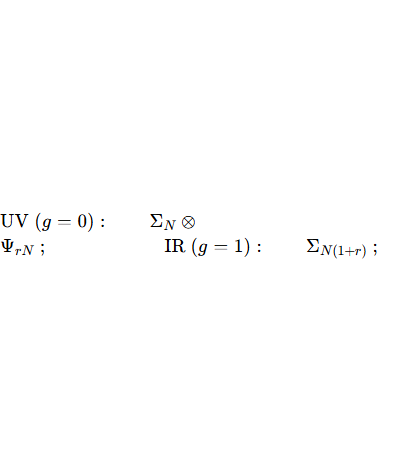 UV (g = 0) : Σ_N ⊗
Ψ_{rN} ; IR (g = 1) : Σ_{N(1+r)} ;